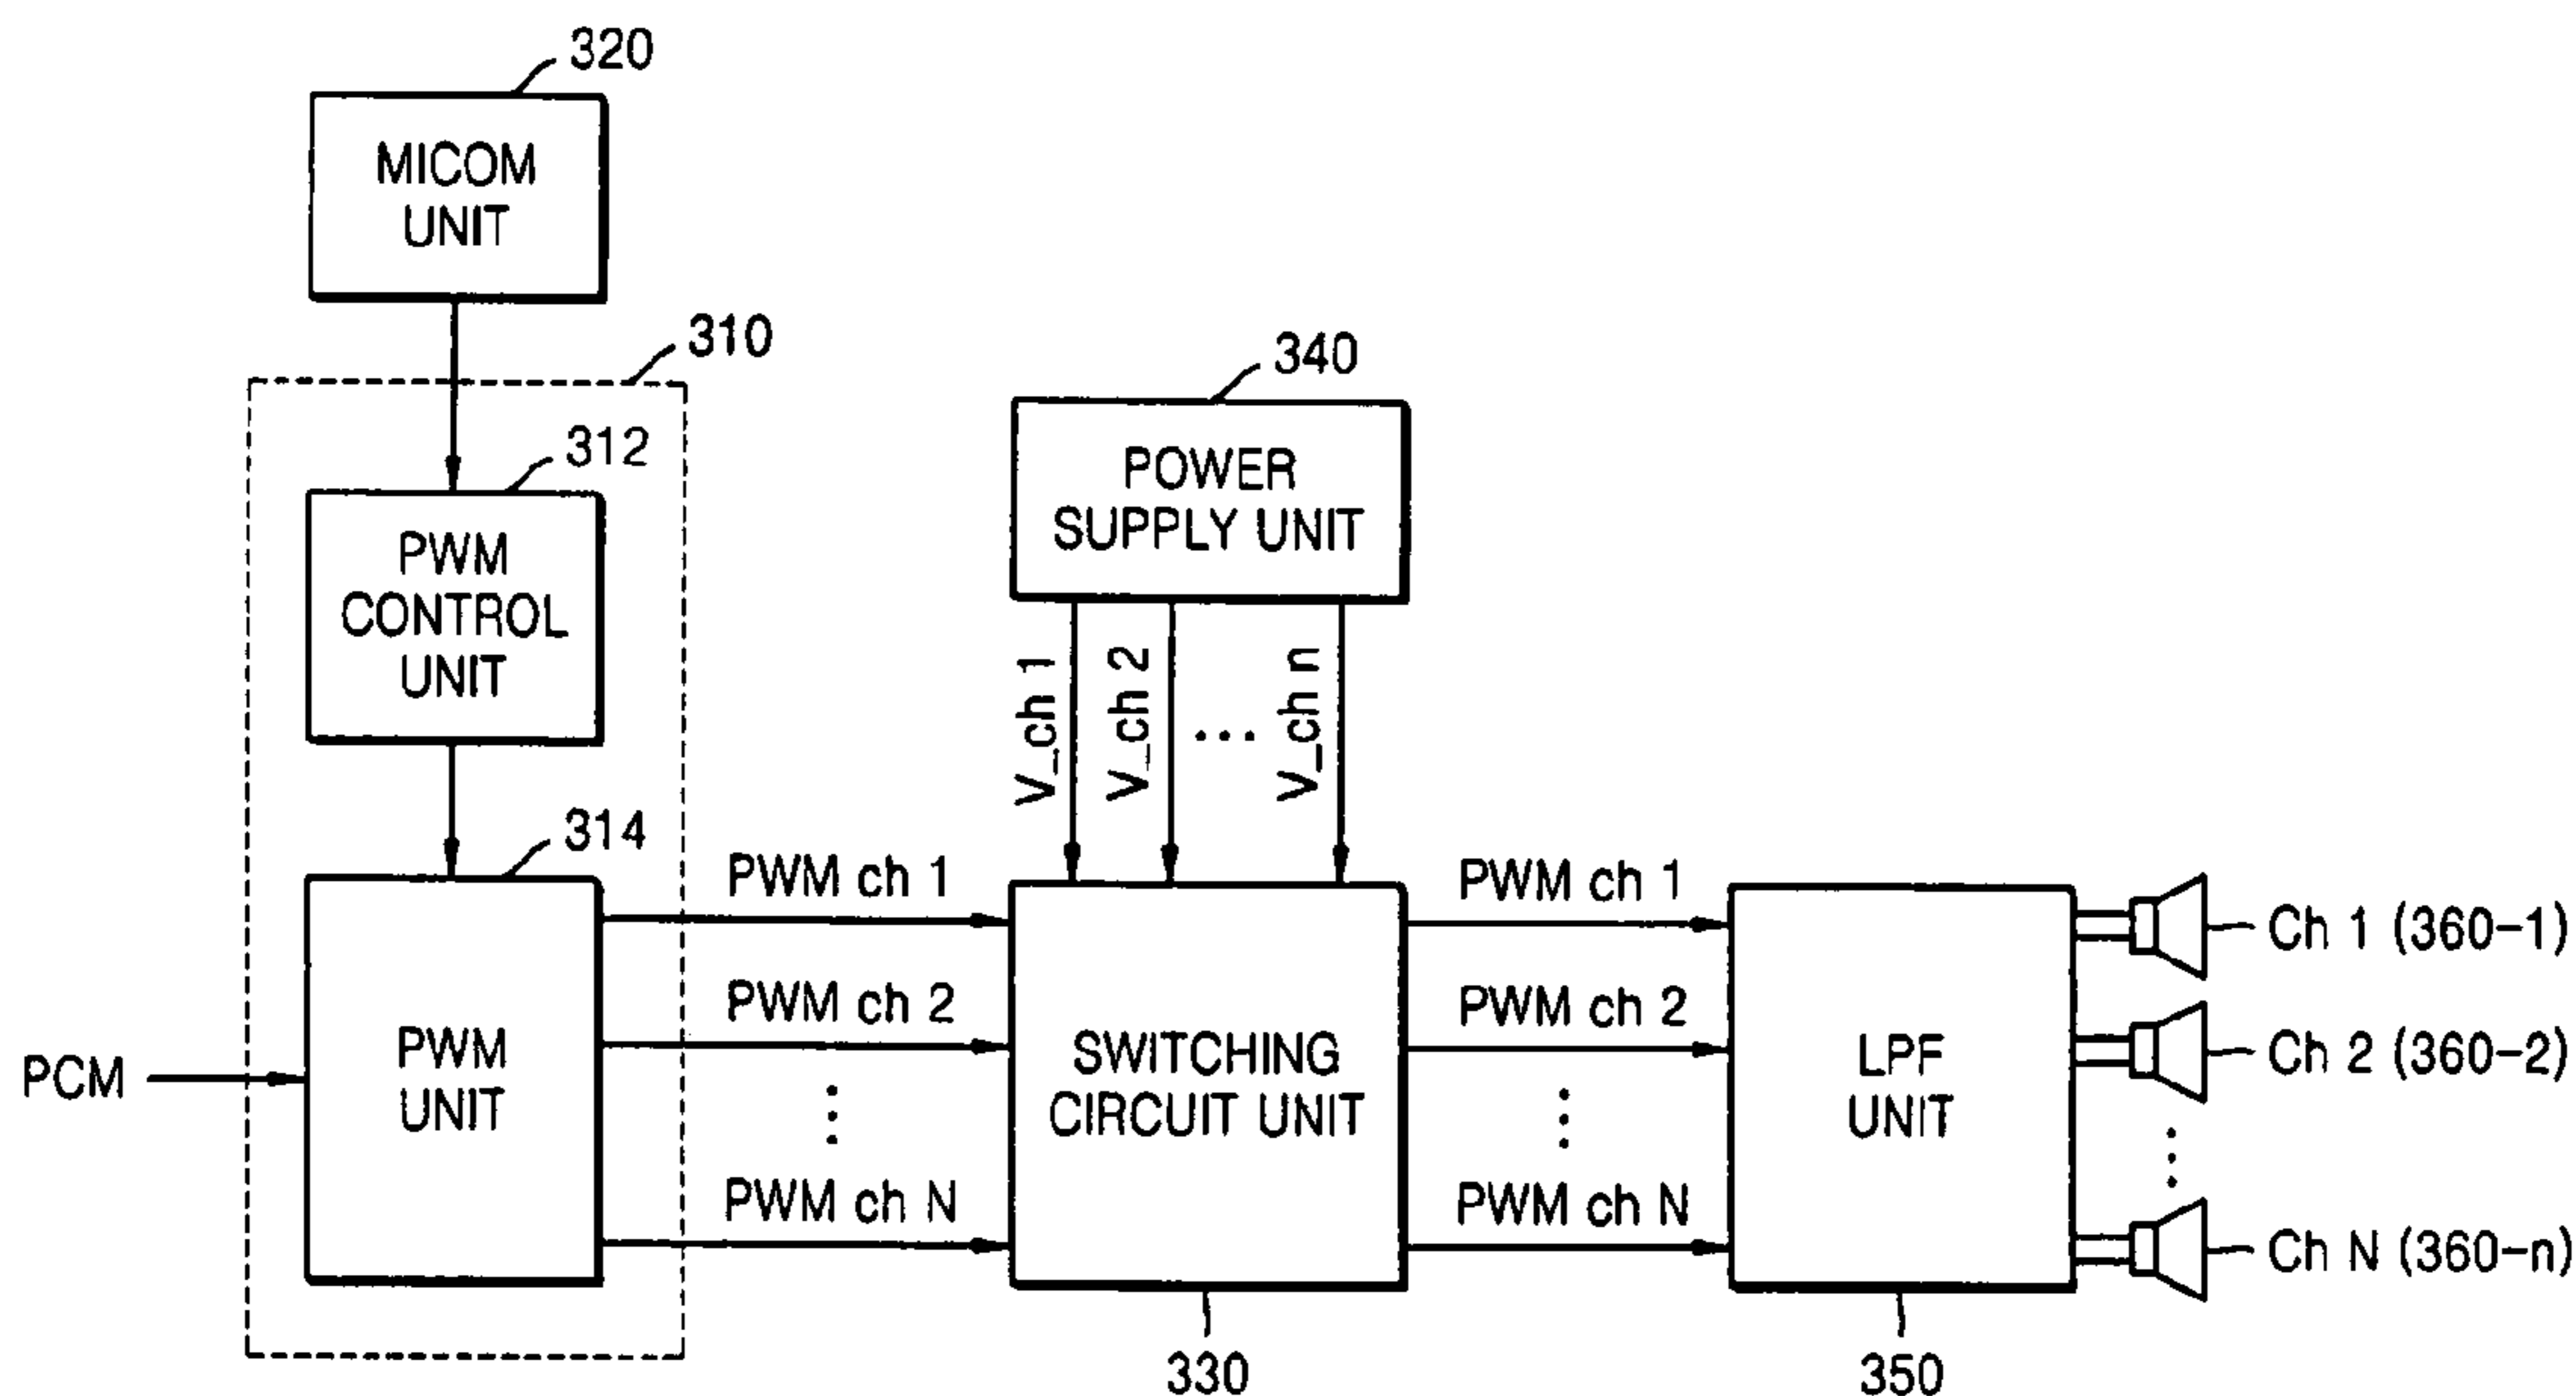 320
MICOM
UNIT
310
312
PWM
CONTROL
UNIT
340
POWER
SUPPLY UNIT
V_ch 1
V_ch 2
...
V_ch n
314
PWM
UNIT
PCM
PWM ch 1
PWM ch 2
⋮
PWM ch N
SWITCHING
CIRCUIT UNIT
330
PWM ch 1
PWM ch 2
⋮
PWM ch N
LPF
UNIT
350
Ch 1 (360-1)
Ch 2 (360-2)
⋮
Ch N (360-n)